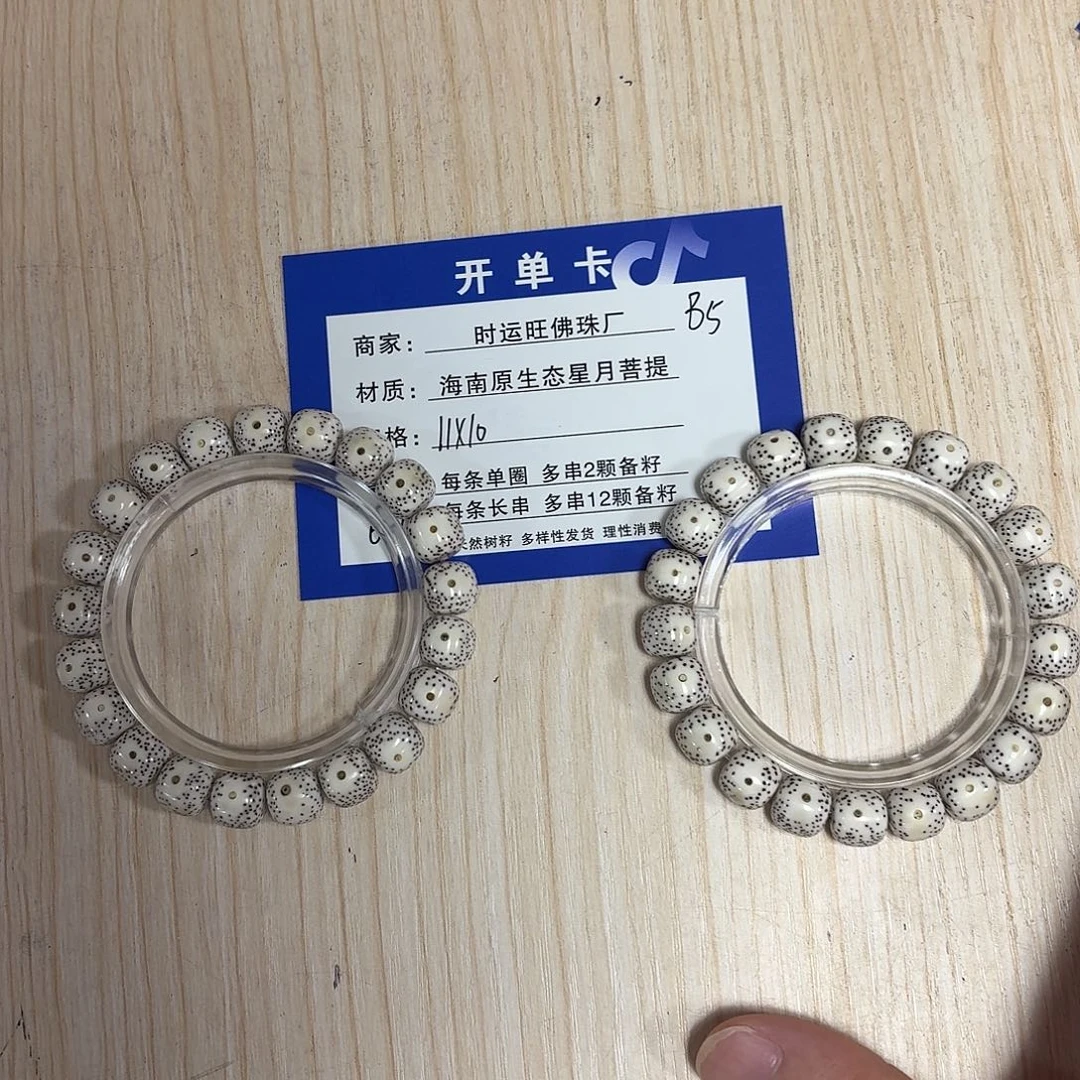 开单卡
B5
商家: 时运旺佛珠厂
材质: 海南原生态星月菩提
格: 11X10
每条单圈 多串2颗备籽
每条长串 多串12颗备籽
然树籽 多样性发货 理性消费